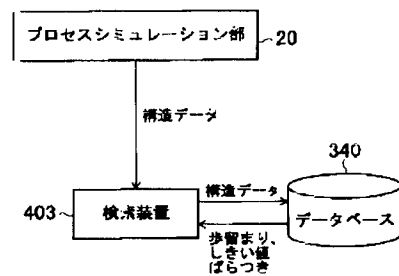 プロセスシミュレーション部
20
構造データ
340
構造データ
403
検索装置
データベース
歩留まり、
しきい値
ばらつき